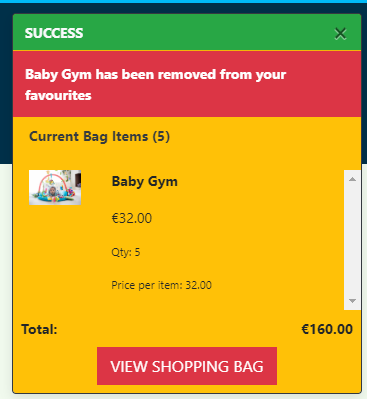 SUCCESS ×
Baby Gym has been removed from your
favourites
Current Bag Items (5)
Baby Gym
€32.00
Qty: 5
Price per item: 32.00
Total: €160.00
VIEW SHOPPING BAG